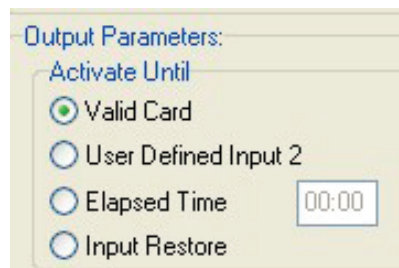 Output Parameters:
Activate Until
Valid Card
User Defined Input 2
Elapsed Time 00:00
Input Restore